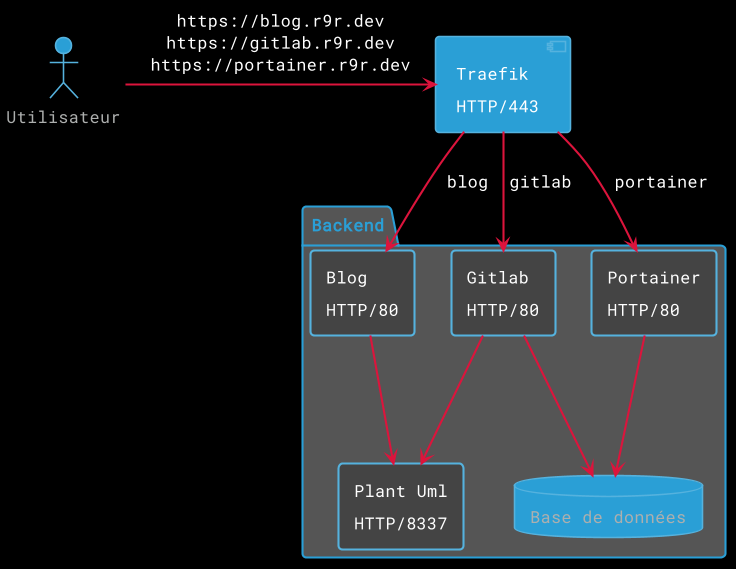 https://blog.r9r.dev
https://gitlab.r9r.dev
https://portainer.r9r.dev
Utilisateur
Traefik
HTTP/443
blog
gitlab
portainer
Backend
Blog
HTTP/80
Gitlab
HTTP/80
Portainer
HTTP/80
Plant Uml
HTTP/8337
Base de données